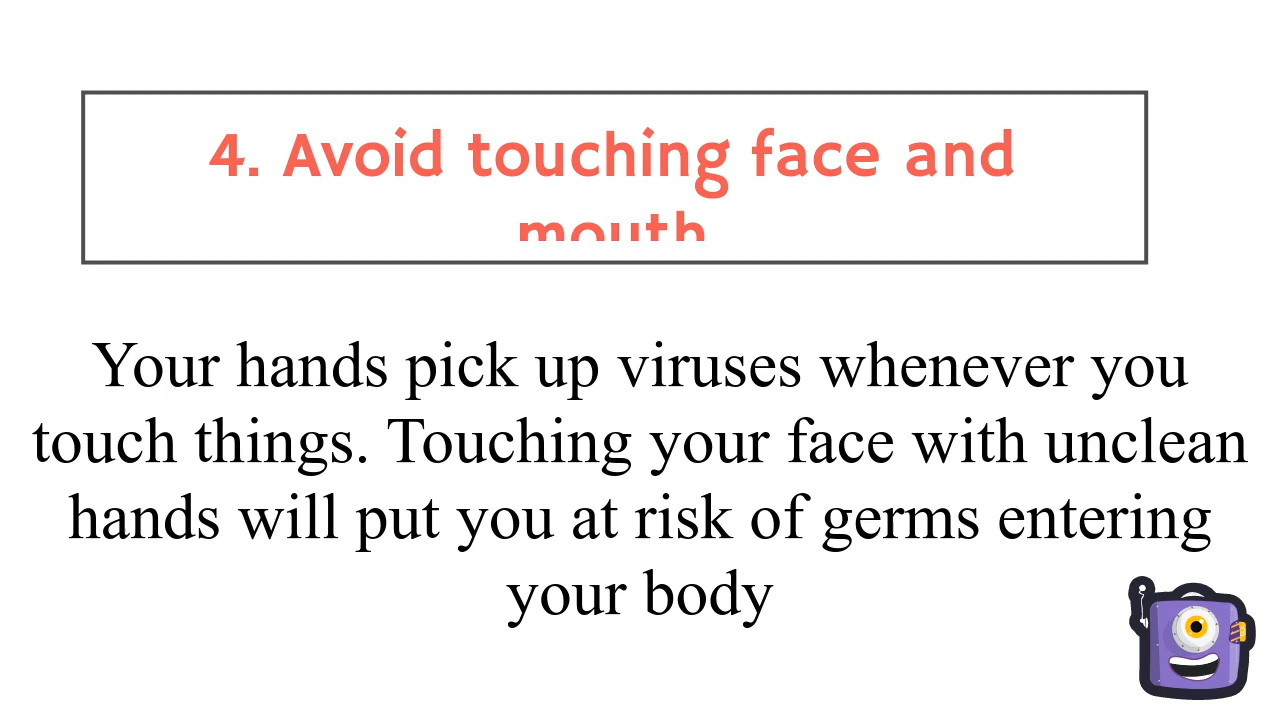 4. Avoid touching face and
mouth
Your hands pick up viruses whenever you
touch things. Touching your face with unclean
hands will put you at risk of germs entering
your body